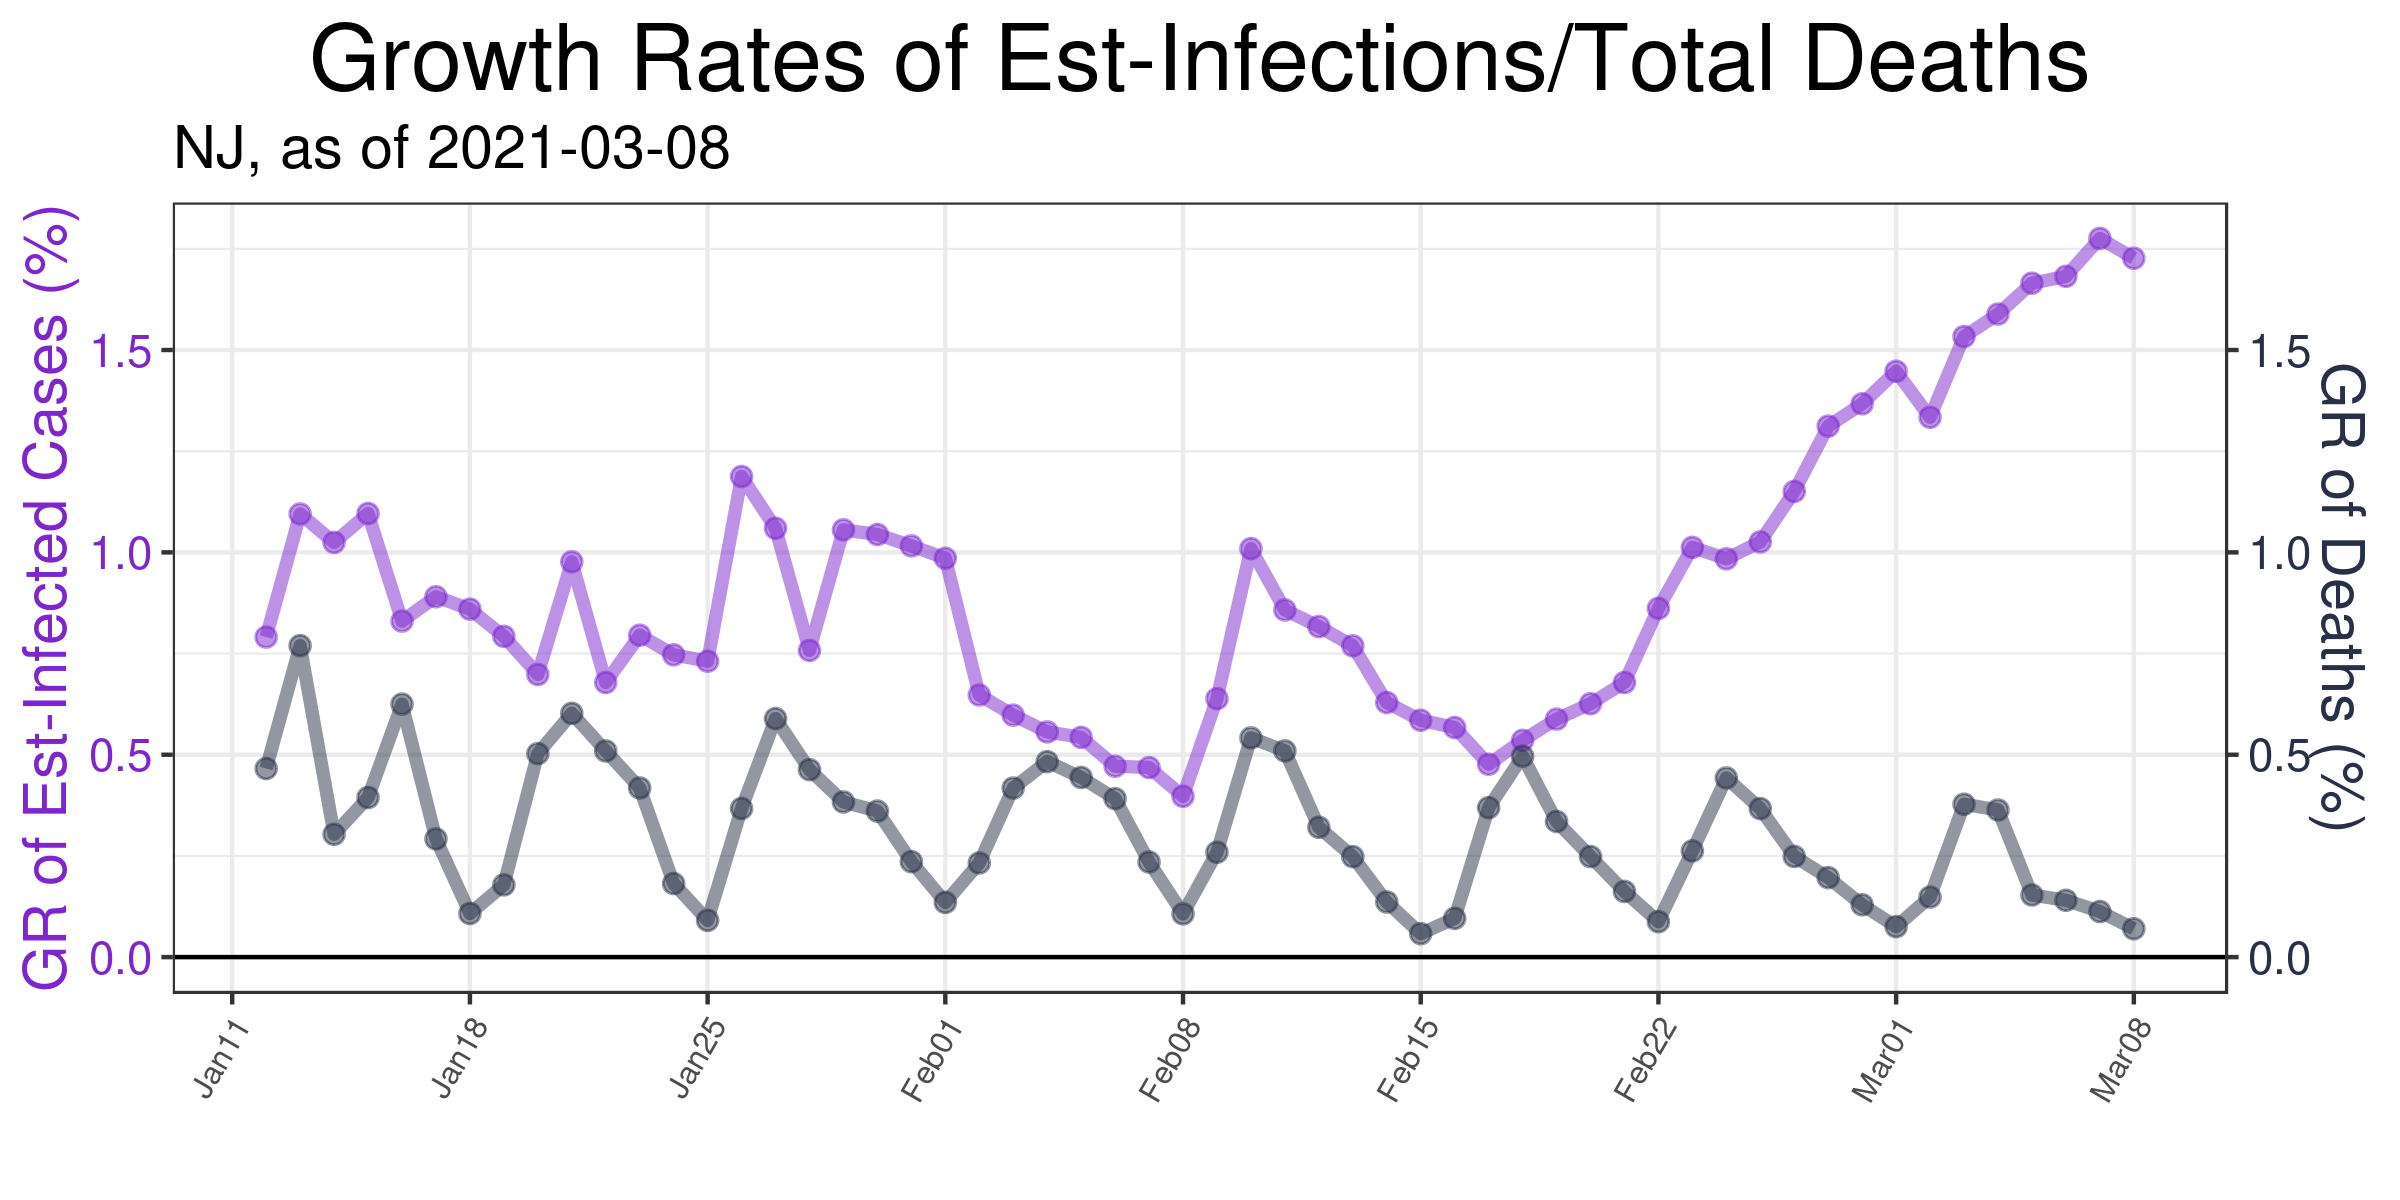 Growth Rates of Est-Infections/Total Deaths
NJ, as of 2021-03-08
GR of Est-Infected Cases (%)
1.5
1.0
0.5
0.0
1.5
1.0
0.5
0.0
GR of Deaths (%)
Jan11
Jan18
Jan25
Feb01
Feb08
Feb15
Feb22
Mar01
Mar08